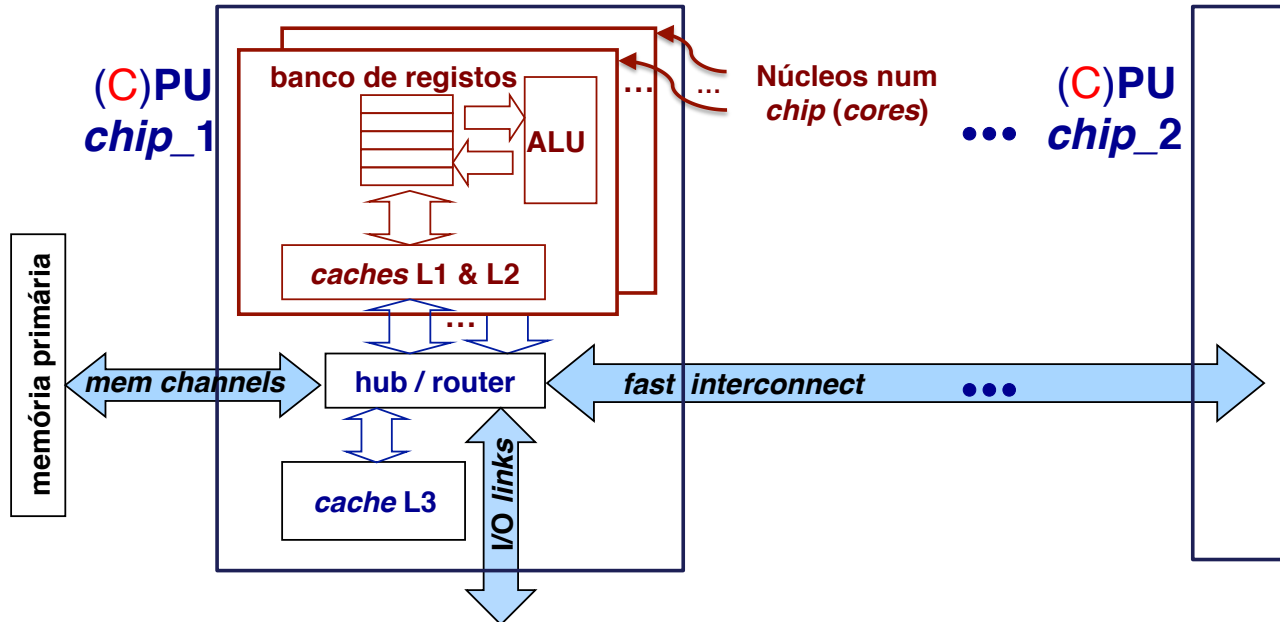 (C)PU
chip_1
banco de registos
ALU
... ...
Núcleos num
chip (cores)
(C)PU
••• chip_2
caches L1 & L2
...
memória primária
mem channels
hub / router
fast interconnect
•••
cache L3
I/O links